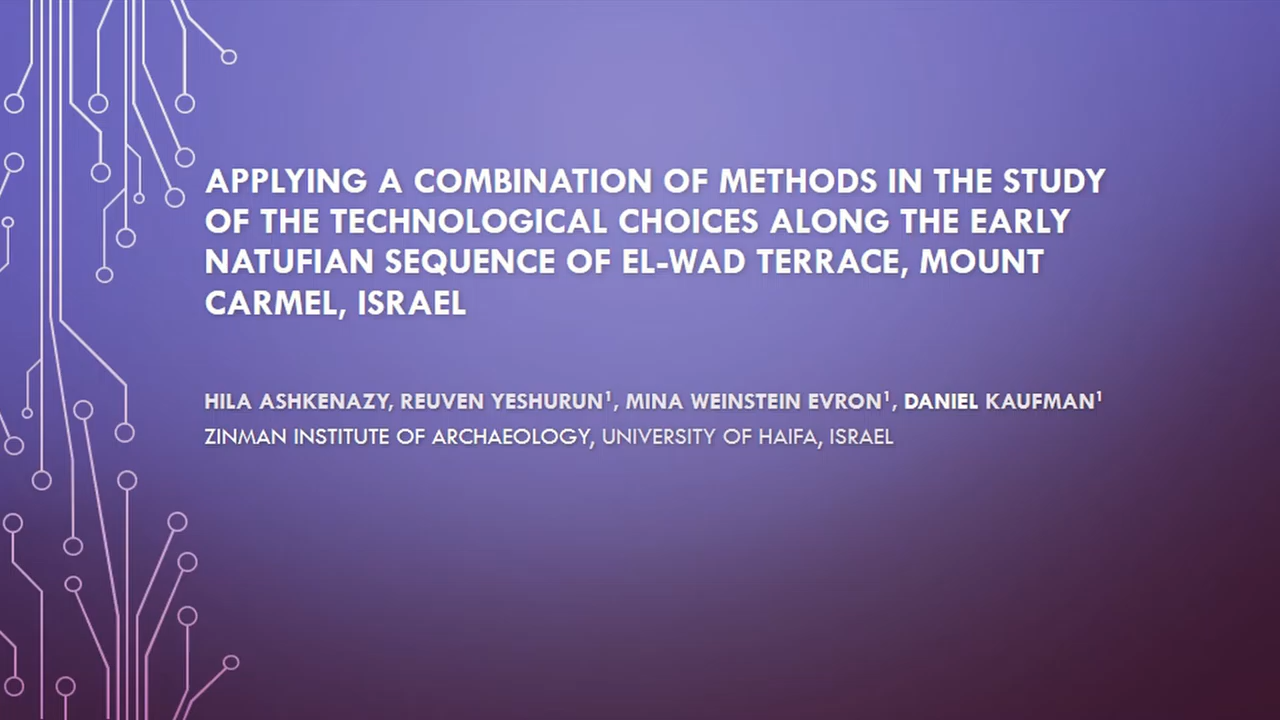 APPLYING A COMBINATION OF METHODS IN THE STUDY
OF THE TECHNOLOGICAL CHOICES ALONG THE EARLY
NATUFIAN SEQUENCE OF EL-WAD TERRACE, MOUNT
CARMEL, ISRAEL
HILA ASHKENAZY, REUVEN YESHURUN¹, MINA WEINSTEIN EVRON¹, DANIEL KAUFMAN¹
ZINMAN INSTITUTE OF ARCHAEOLOGY, UNIVERSITY OF HAIFA, ISRAEL